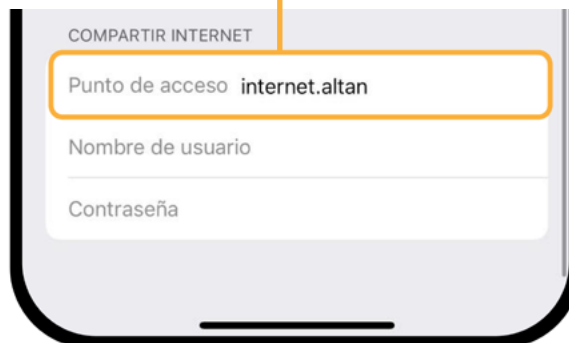 COMPARTIR INTERNET
Punto de acceso internet.altan
Nombre de usuario
Contraseña